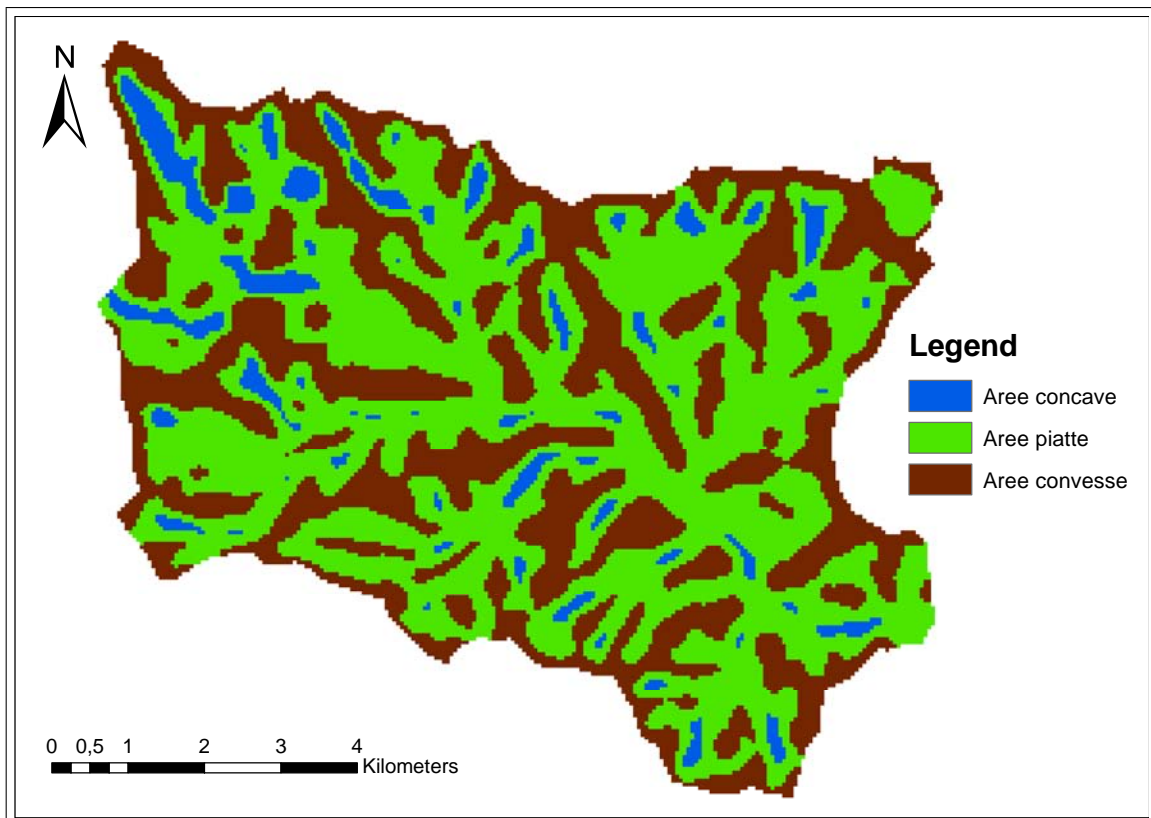 N
Legend
Aree concave
Aree piatte
Aree convesse
0 0,5 1 2 3 4
Kilometers